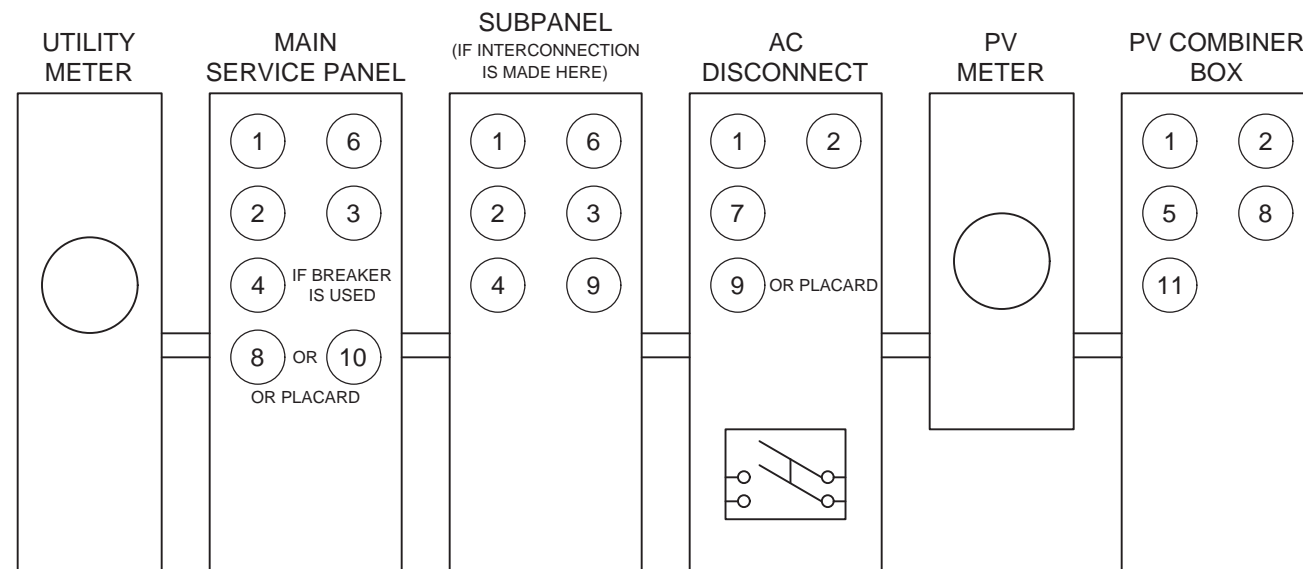 UTILITY
METER
MAIN
SERVICE PANEL
SUBPANEL
(IF INTERCONNECTION
IS MADE HERE)
AC
DISCONNECT
PV
METER
PV COMBINER
BOX
1 6
2 3
4 IF BREAKER
IS USED
8 OR 10
OR PLACARD
1 6
2 3
4 9
1 2
7
9 OR PLACARD
1 2
5 8
11